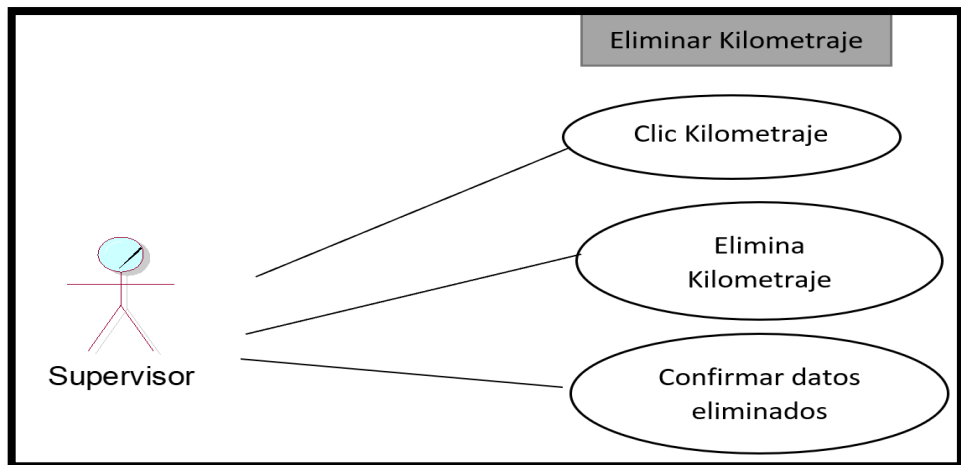 Eliminar Kilometraje
Clic Kilometraje
Elimina
Kilometraje
Confirmar datos
eliminados
Supervisor